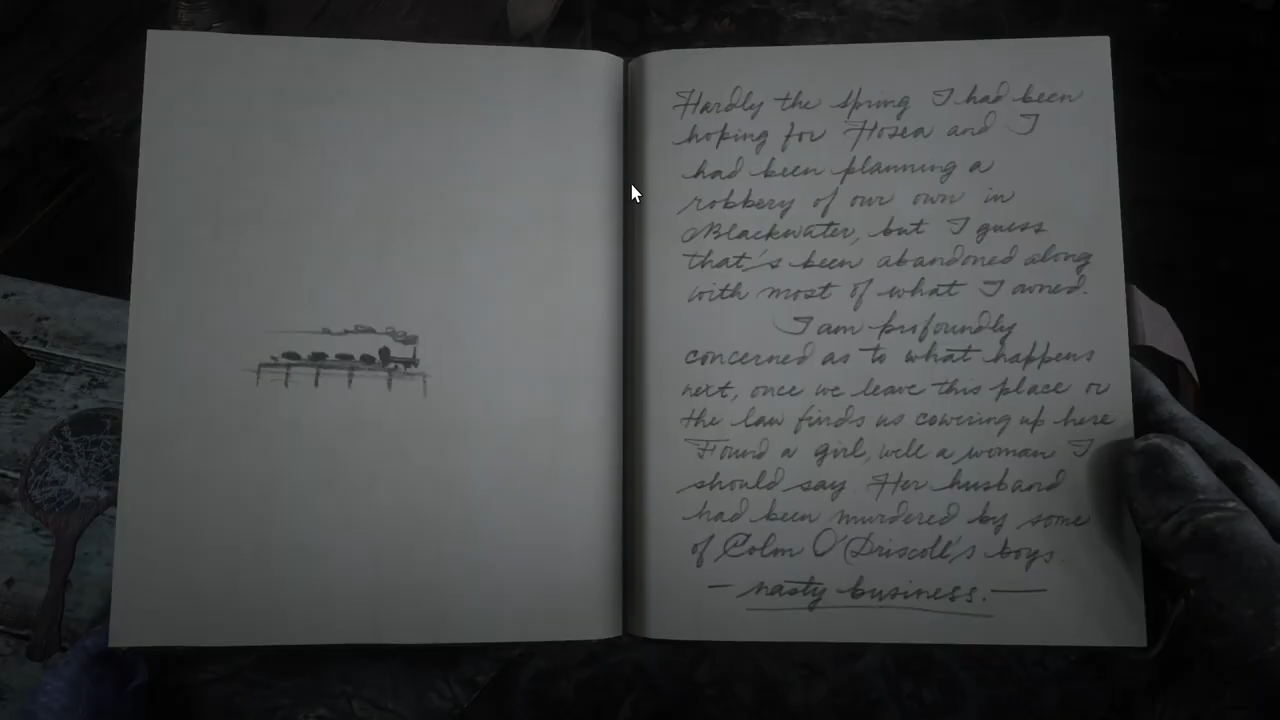 Hardly the spring I had been
hoping for Hosea and I
had been planning a
robbery of our own in
Blackwater, but I guess
that's been abandoned along
with most of what I owned.
I am profoundly
concerned as to what happens
next, once we leave this place or
the law finds us cowering up here
Found a girl, well a woman I
should say. Her husband
had been murdered by some
of Colm O'Driscoll's boys.
— nasty business. —